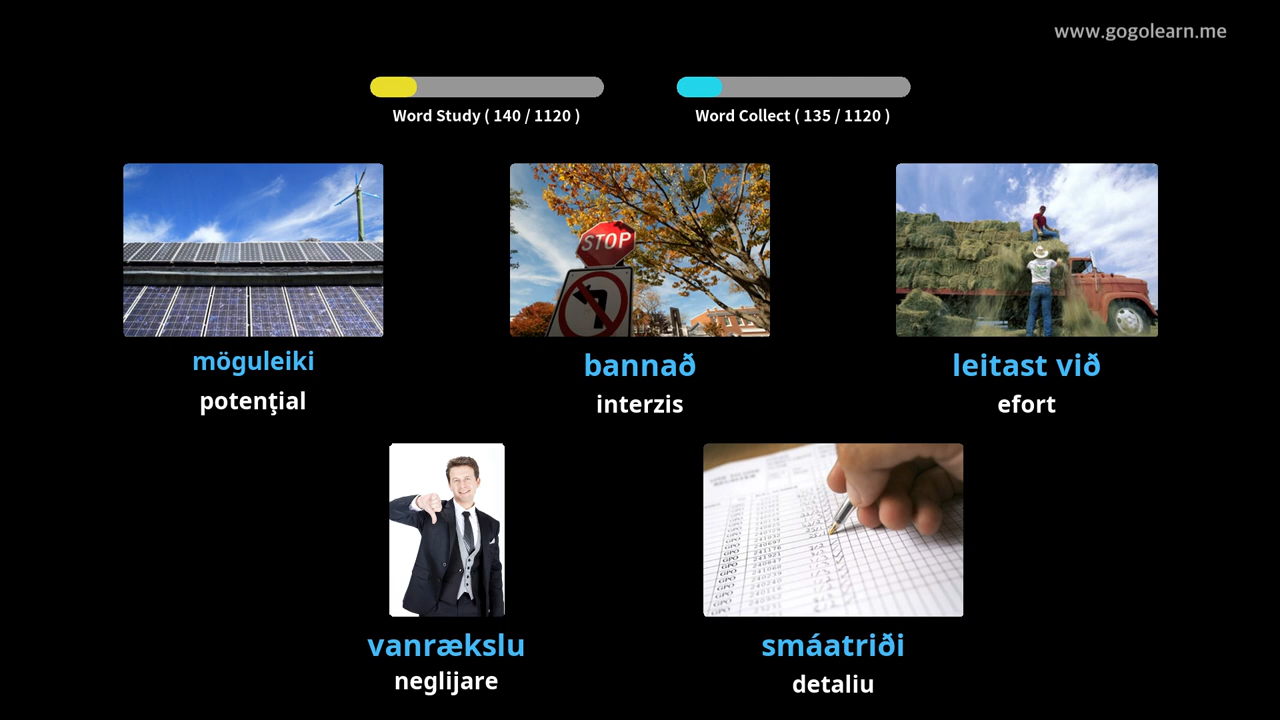 www.gogolearn.me
Word Study ( 140 / 1120 )
Word Collect ( 135 / 1120 )
STOP
möguleiki
bannað
leitast við
potenţial
interzis
efort
vanrækslu
smáatriði
neglijare
detaliu